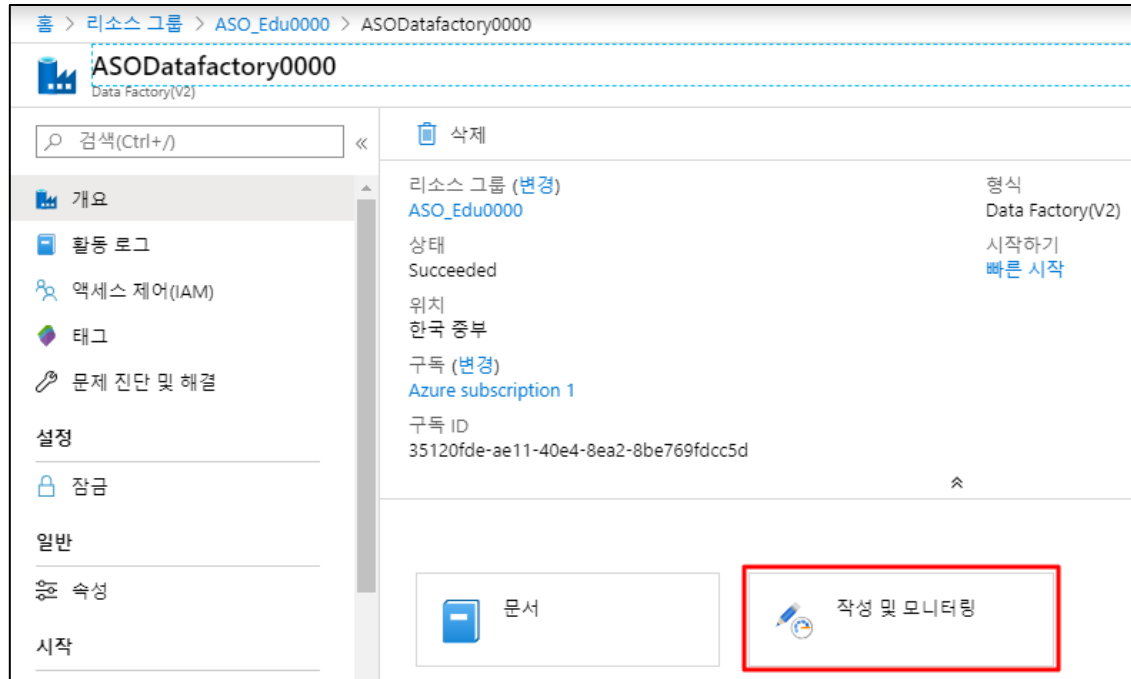 홈 > 리소스 그룹 > ASO_Edu0000 > ASODatafactory0000
ASODatafactory0000
Data Factory(V2)
검색(Ctrl+/)
개요
활동 로그
액세스 제어(IAM)
태그
문제 진단 및 해결
설정
잠금
일반
속성
시작
삭제
리소스 그룹 (변경)
ASO_Edu0000
상태
Succeeded
위치
한국 중부
구독 (변경)
Azure subscription 1
구독 ID
35120fde-ae11-40e4-8ea2-8be769fdcc5d
형식
Data Factory(V2)
시작하기
빠른 시작
문서
작성 및 모니터링